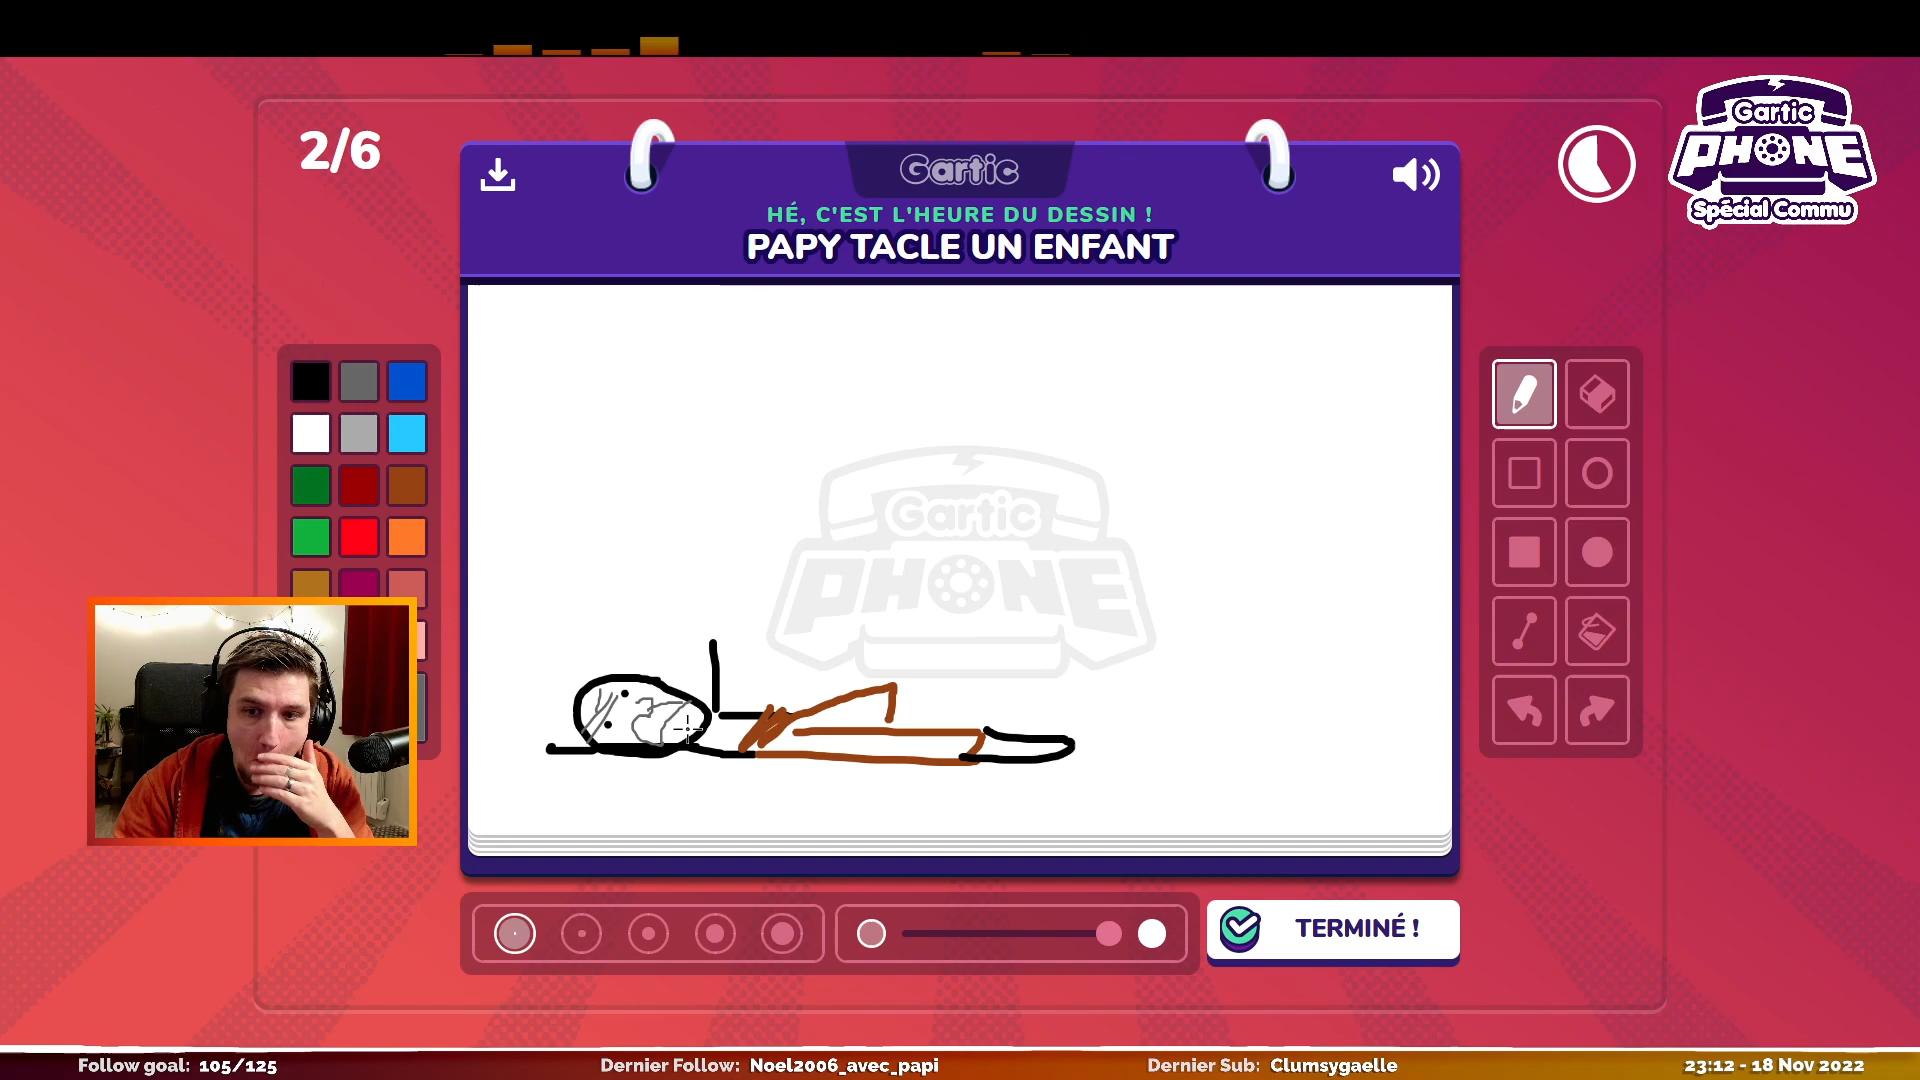 2/6
Gartic
HÉ, C'EST L'HEURE DU DESSIN !
PAPY TACLE UN ENFANT
Gartic
PHONE
Spécial Commu
Gartic
PHONE
TERMINÉ !
Follow goal: 105/125
Dernier Follow: Noel2006_avec_papi
Dernier Sub: Clumsygaelle
23:12 - 18 Nov 2022